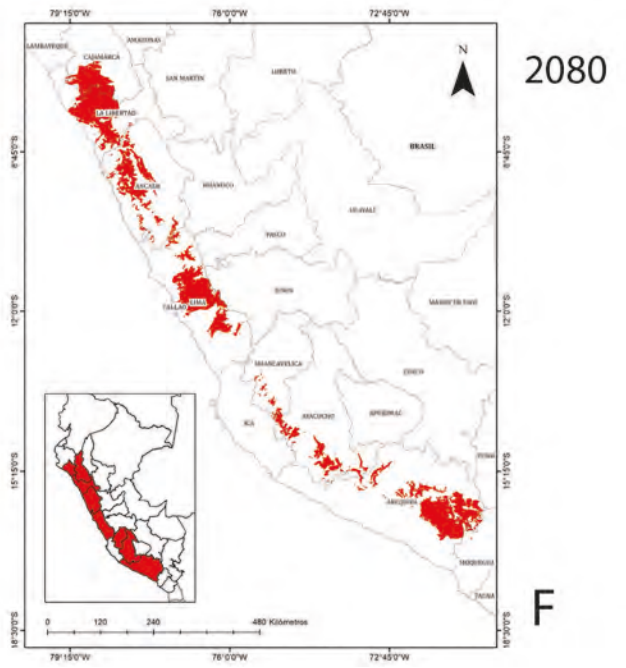 79°15'0"W 76°0'0"W 72°45'0"W
AMAZONAS
LAMBAYEQUE
CAJAMARCA
N
LORETO
SAN MARTIN
2080
LA LIBERTAD
BRASIL
8°45'0"S 8°45'0"S
ANCASH
HUANUCO
UCAYALI
PASCO
JUNIN
LIMA
CALLAO
12°0'0"S 12°0'0"S
MADRE DE DIOS
HUANCAVELICA
CUSCO
AYACUCHO
APURIMAC
ICA
PUNO
15°15'0"S 15°15'0"S
AREQUIPA
MOQUEGUA
TACNA
F
0 120 240 480 Kilómetros
18°30'0"S 18°30'0"S
79°15'0"W 76°0'0"W 72°45'0"W